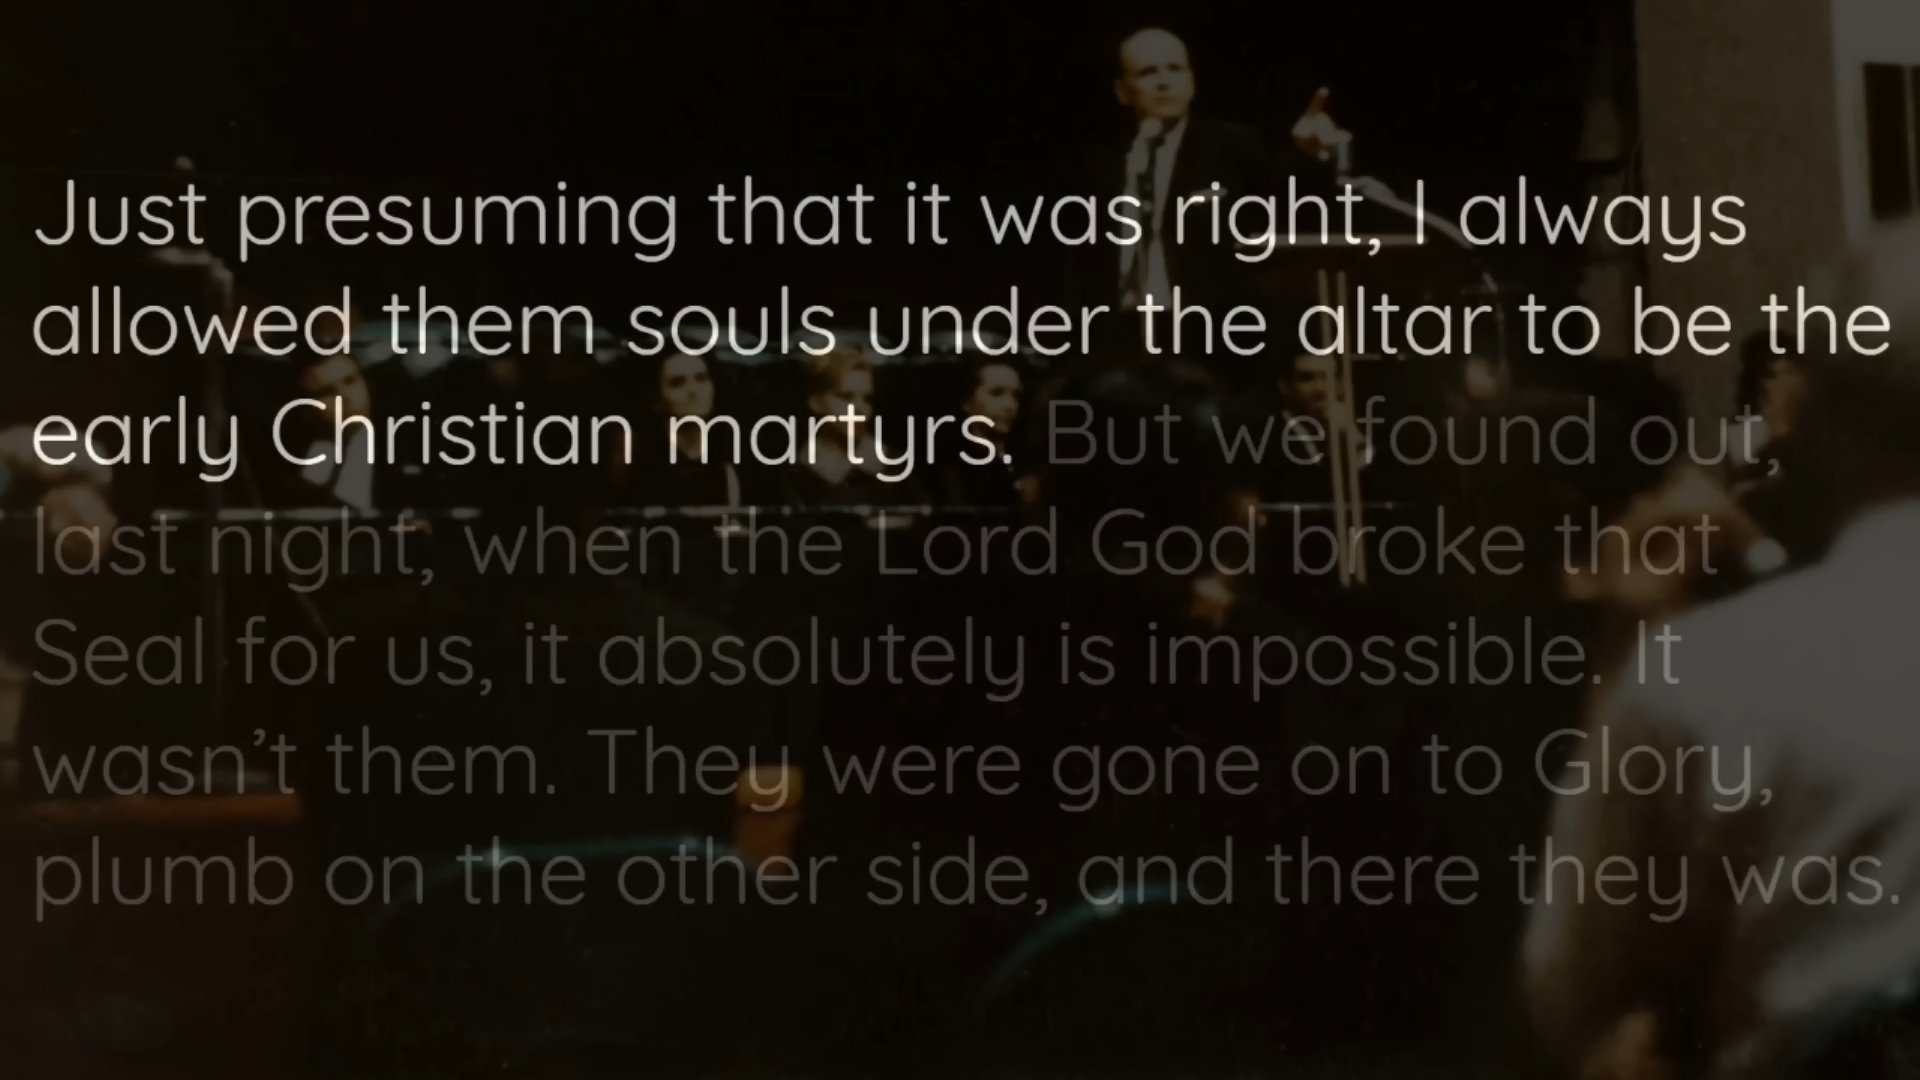 Just presuming that it was right, I always
allowed them souls under the altar to be the
early Christian martyrs. But we found out,
last night, when the Lord God broke that
Seal for us, it absolutely is impossible. It
wasn’t them. They were gone on to Glory,
plumb on the other side, and there they was.